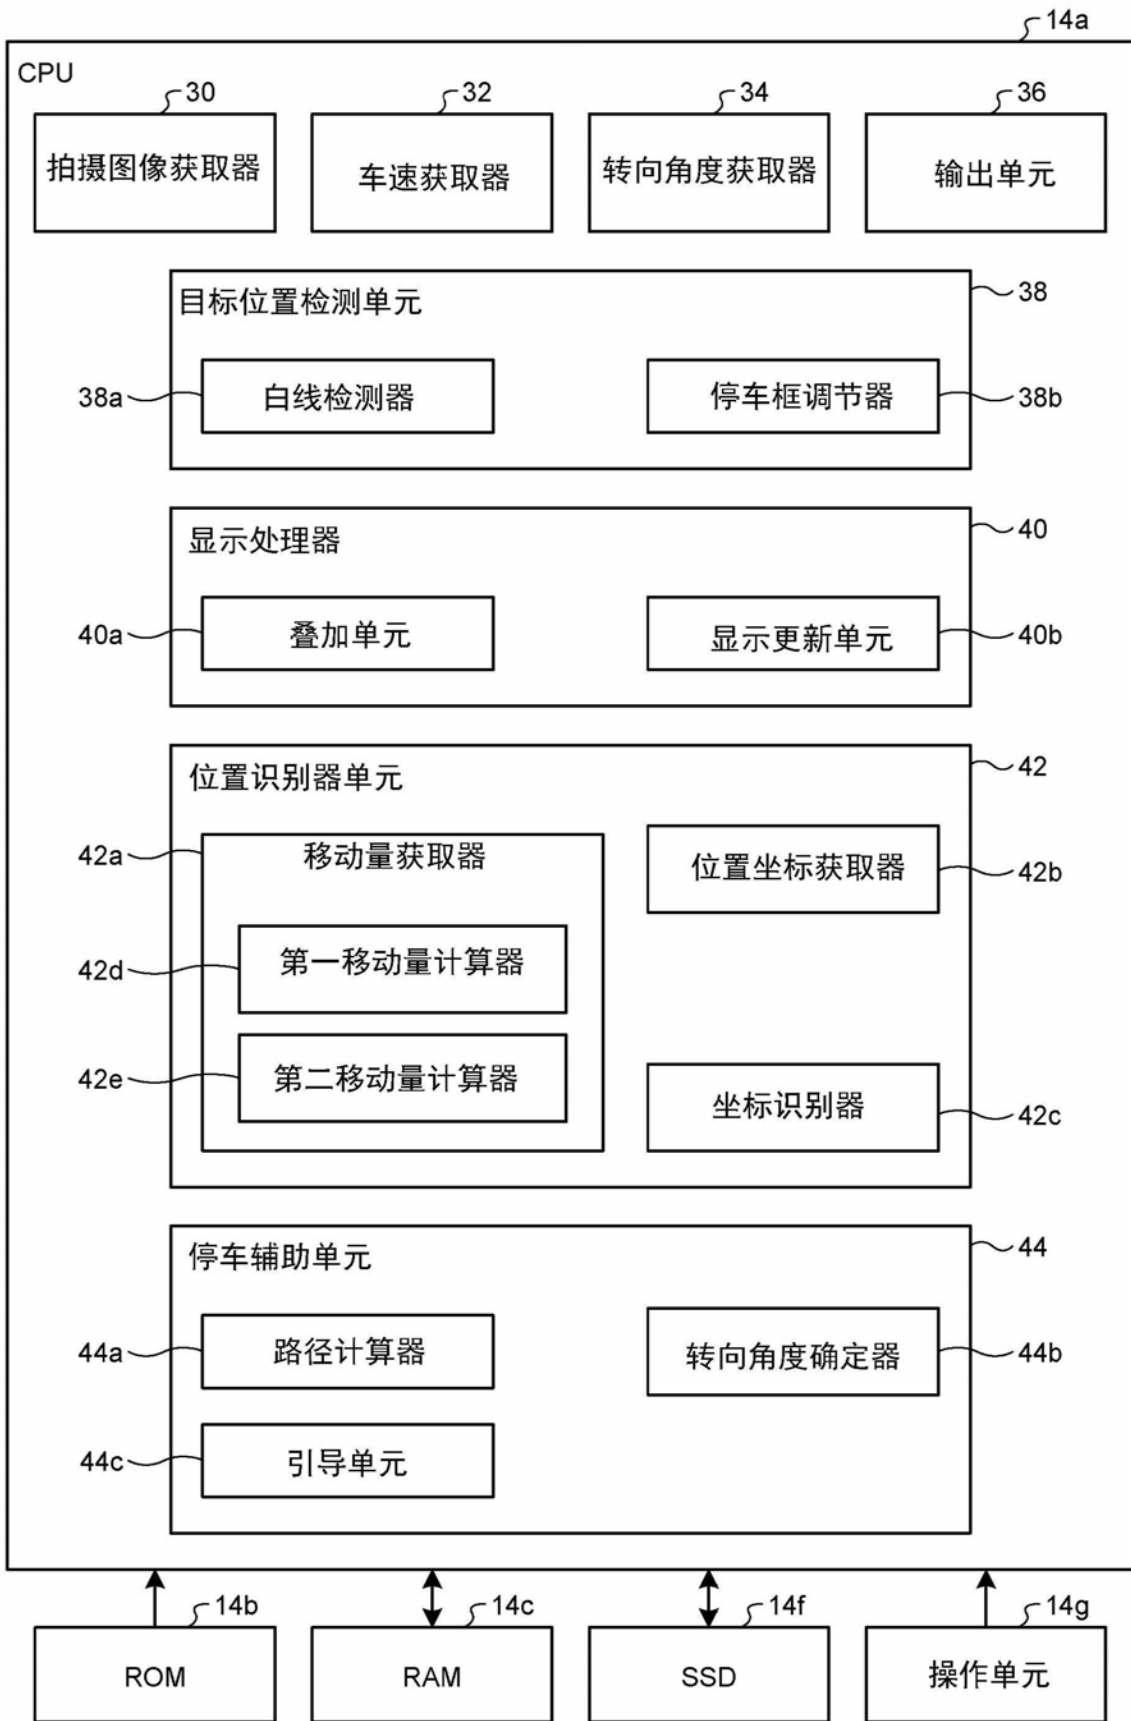 14a
CPU
30
32
34
36
拍摄图像获取器
车速获取器
转向角度获取器
输出单元
目标位置检测单元
38
38a
白线检测器
停车框调节器
38b
显示处理器
40
40a
叠加单元
显示更新单元
40b
位置识别器单元
42
42a
移动量获取器
位置坐标获取器
42b
42d
第一移动量计算器
42e
第二移动量计算器
坐标识别器
42c
停车辅助单元
44
44a
路径计算器
转向角度确定器
44b
44c
引导单元
14b
14c
14f
14g
ROM
RAM
SSD
操作单元